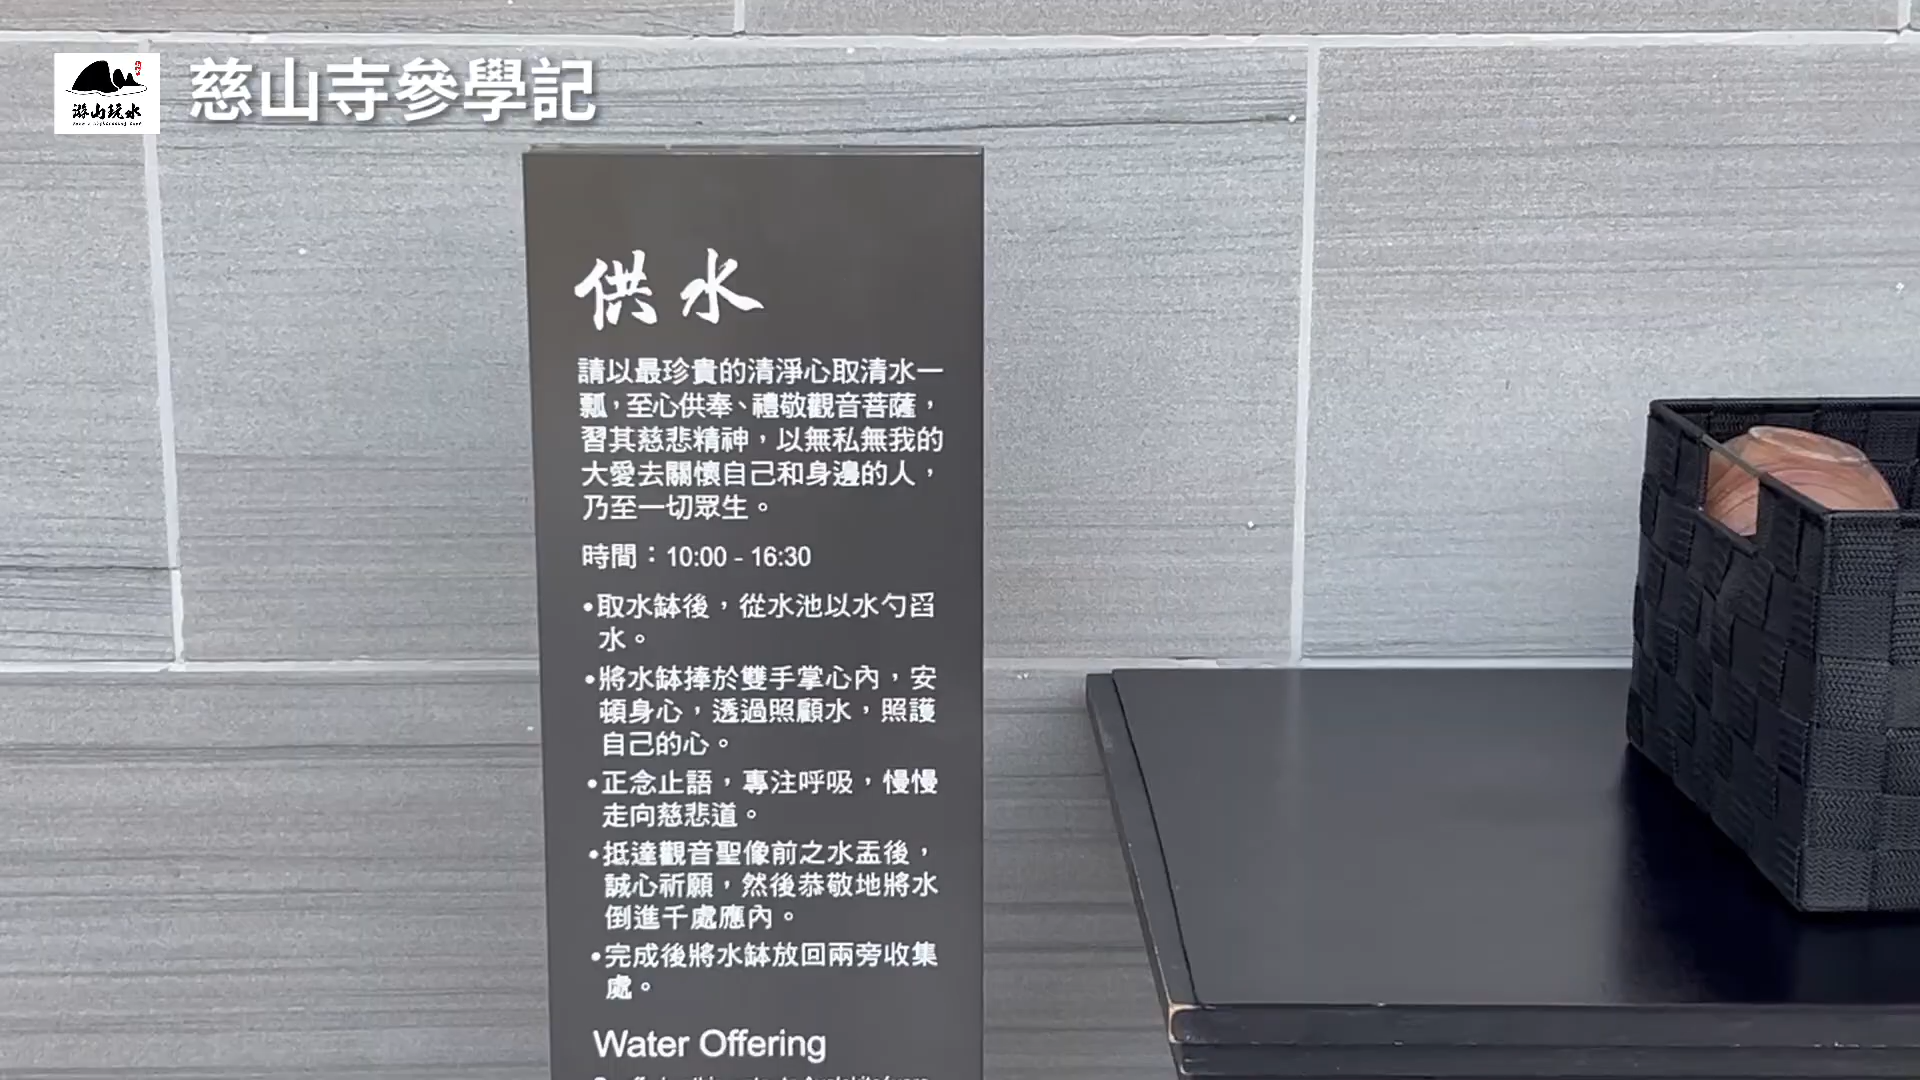 游山玩水
慈山寺參學記
供水
請以最珍貴的清淨心取清水一
瓢，至心供奉、禮敬觀音菩薩，
習其慈悲精神，以無私無我的
大愛去關懷自己和身邊的人，
乃至一切眾生。
時間：10:00 - 16:30
•取水缽後，從水池以水勺舀
水。
•將水缽捧於雙手掌心內，安
頓身心，透過照顧水，照護
自己的心。
•正念止語，專注呼吸，慢慢
走向慈悲道。
•抵達觀音聖像前之水盂後，
誠心祈願，然後恭敬地將水
倒進千處應內。
•完成後將水缽放回兩旁收集
處。
Water Offering